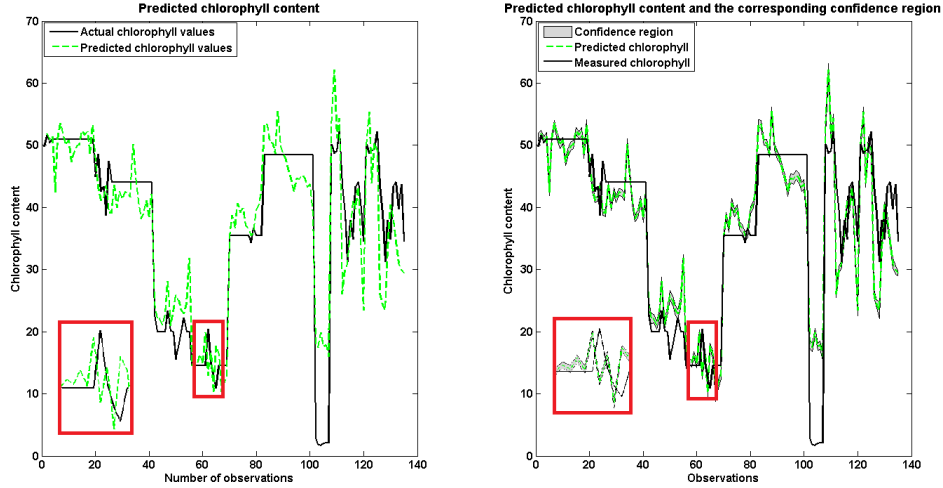 Predicted chlorophyll content
Actual chlorophyll values
Predicted chlorophyll values
70
60
50
40
30
20
10
0
Chlorophyll content
0 20 40 60 80 100 120 140
Number of observations
Predicted chlorophyll content and the corresponding confidence region
Confidence region
Predicted chlorophyll
Measured chlorophyll
70
60
50
40
30
20
10
0
Chlorophyll content
0 20 40 60 80 100 120 140
Observations